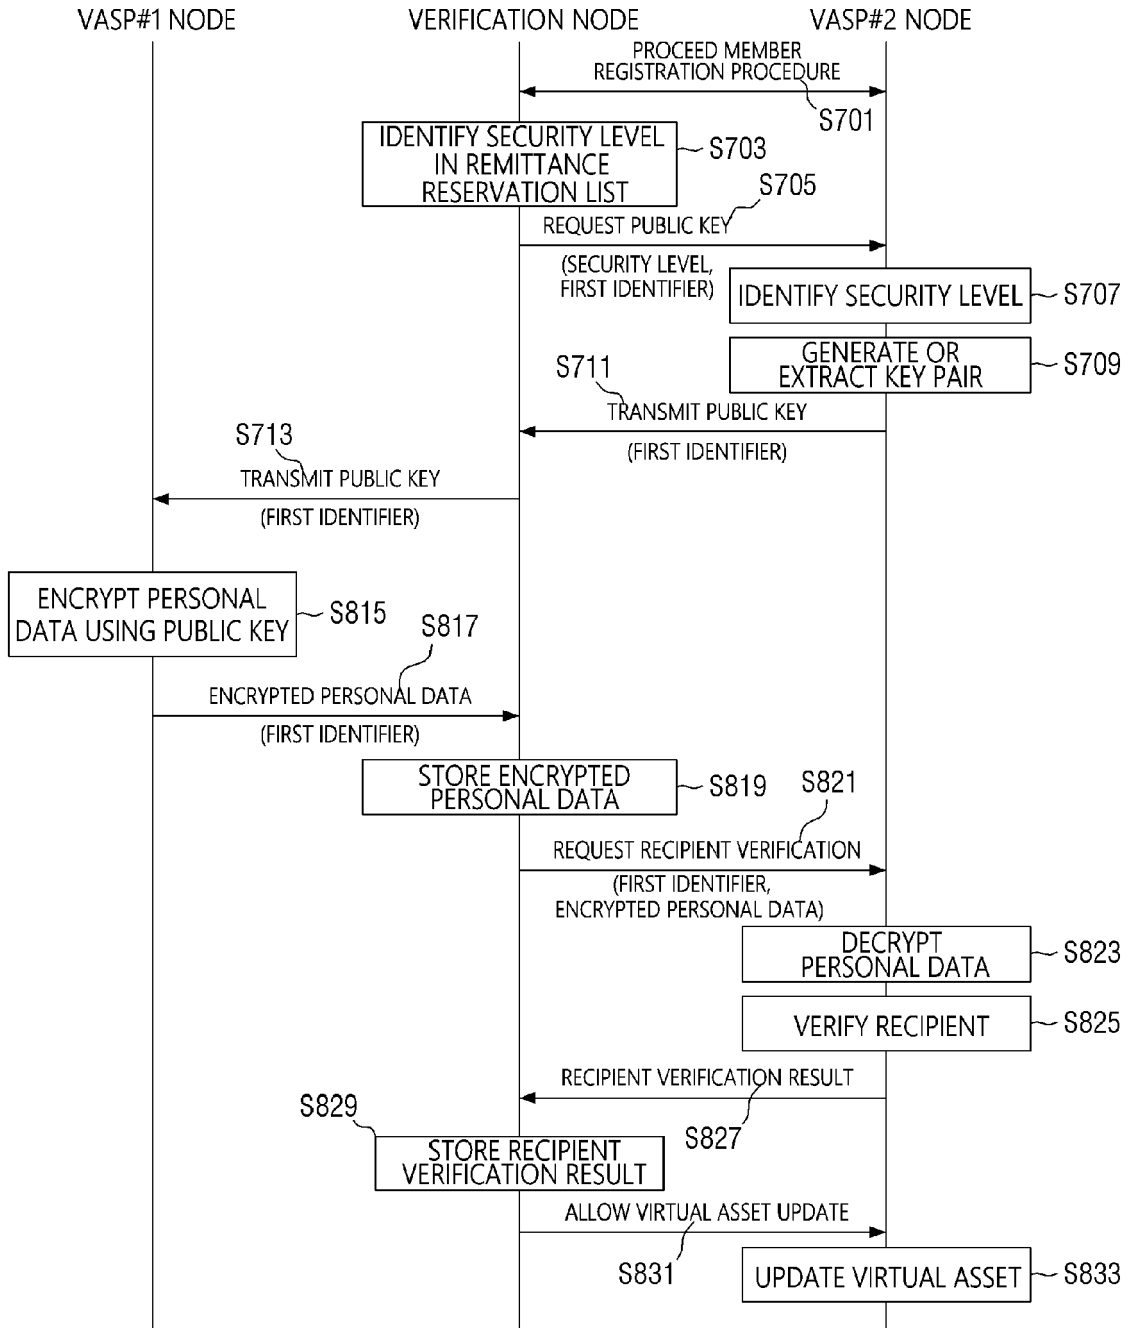 VASP#1 NODE
VERIFICATION NODE
VASP#2 NODE
PROCEED MEMBER
REGISTRATION PROCEDURE
S701
IDENTIFY SECURITY LEVEL
IN REMITTANCE
RESERVATION LIST
S703
S705
REQUEST PUBLIC KEY
(SECURITY LEVEL,
FIRST IDENTIFIER)
IDENTIFY SECURITY LEVEL
S707
GENERATE OR
EXTRACT KEY PAIR
S709
S711
TRANSMIT PUBLIC KEY
(FIRST IDENTIFIER)
S713
TRANSMIT PUBLIC KEY
(FIRST IDENTIFIER)
ENCRYPT PERSONAL
DATA USING PUBLIC KEY
S815
S817
ENCRYPTED PERSONAL DATA
(FIRST IDENTIFIER)
STORE ENCRYPTED
PERSONAL DATA
S819
S821
REQUEST RECIPIENT VERIFICATION
(FIRST IDENTIFIER,
ENCRYPTED PERSONAL DATA)
DECRYPT
PERSONAL DATA
S823
VERIFY RECIPIENT
S825
RECIPIENT VERIFICATION RESULT
S827
S829
STORE RECIPIENT
VERIFICATION RESULT
ALLOW VIRTUAL ASSET UPDATE
S831
UPDATE VIRTUAL ASSET
S833